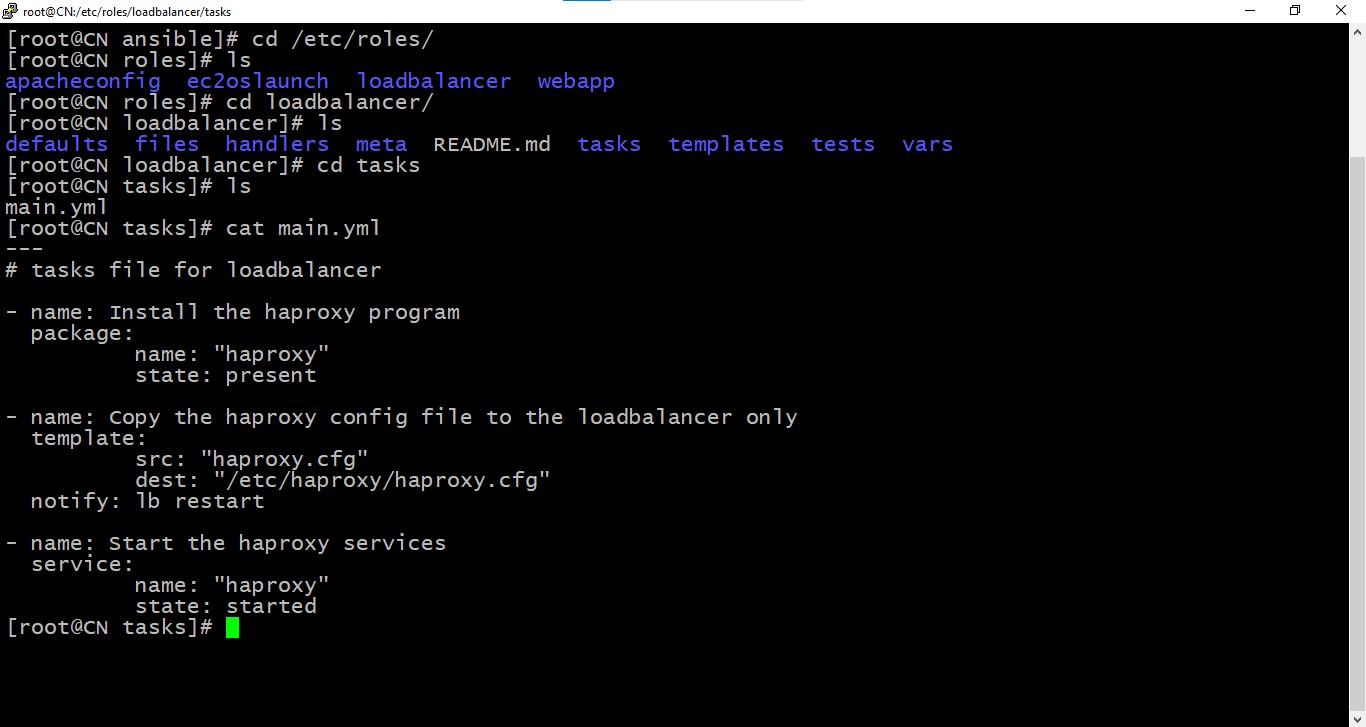 root@CN:/etc/roles/loadbalancer/tasks
[root@CN ansible]# cd /etc/roles/
[root@CN roles]# ls
apacheconfig  ec2oslaunch  loadbalancer  webapp
[root@CN roles]# cd loadbalancer/
[root@CN loadbalancer]# ls
defaults  files  handlers  meta  README.md  tasks  templates  tests  vars
[root@CN loadbalancer]# cd tasks
[root@CN tasks]# ls
main.yml
[root@CN tasks]# cat main.yml
---
# tasks file for loadbalancer

- name: Install the haproxy program
  package:
          name: "haproxy"
          state: present

- name: Copy the haproxy config file to the loadbalancer only
  template:
          src: "haproxy.cfg"
          dest: "/etc/haproxy/haproxy.cfg"
  notify: lb restart

- name: Start the haproxy services
  service:
          name: "haproxy"
          state: started
[root@CN tasks]#